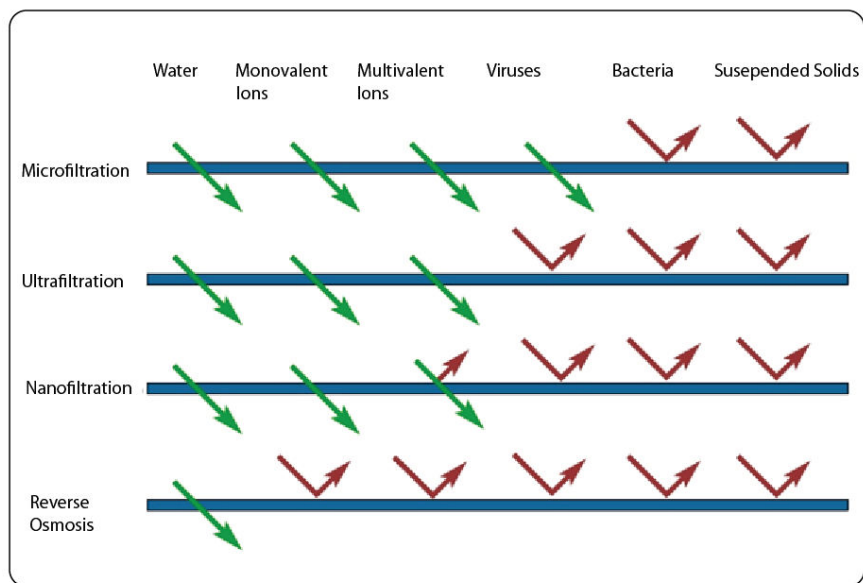 Water
Monovalent
Ions
Multivalent
Ions
Viruses
Bacteria
Susepended Solids
Microfiltration
Ultrafiltration
Nanofiltration
Reverse
Osmosis